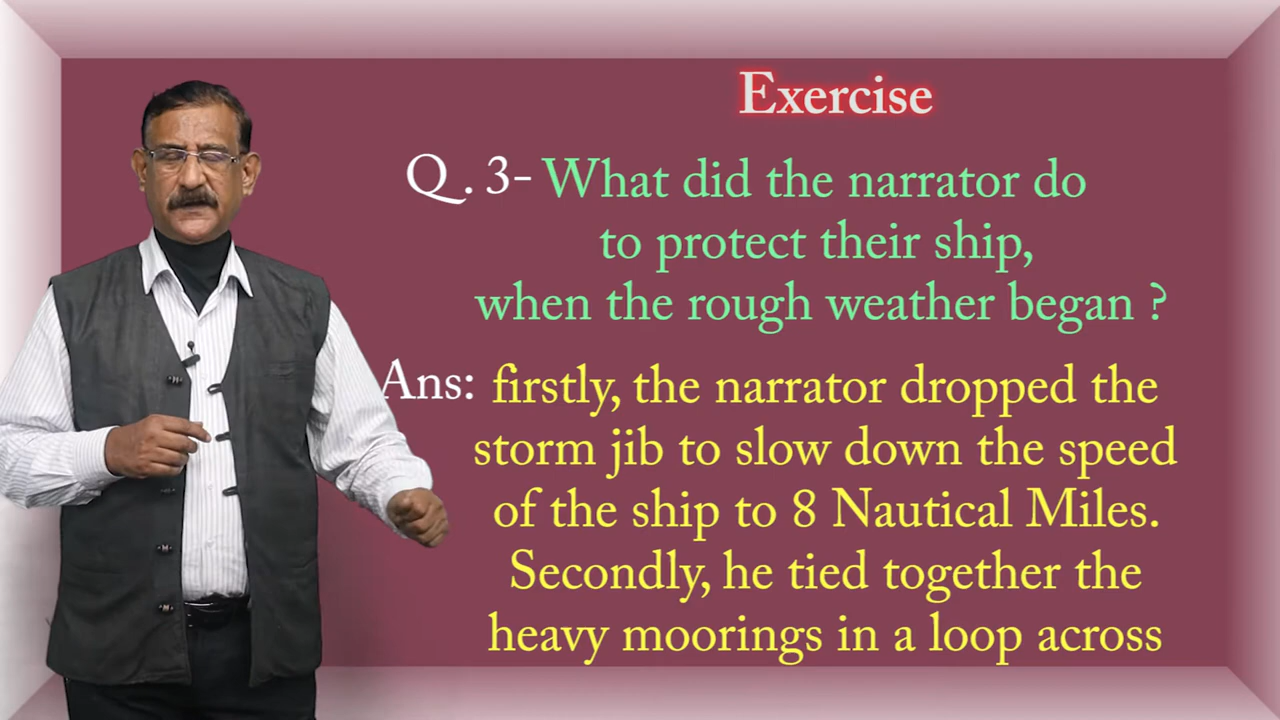 Exercise
Q . 3- What did the narrator do
to protect their ship,
when the rough weather began ?
Ans: firstly, the narrator dropped the
storm jib to slow down the speed
of the ship to 8 Nautical Miles.
Secondly, he tied together the
heavy moorings in a loop across